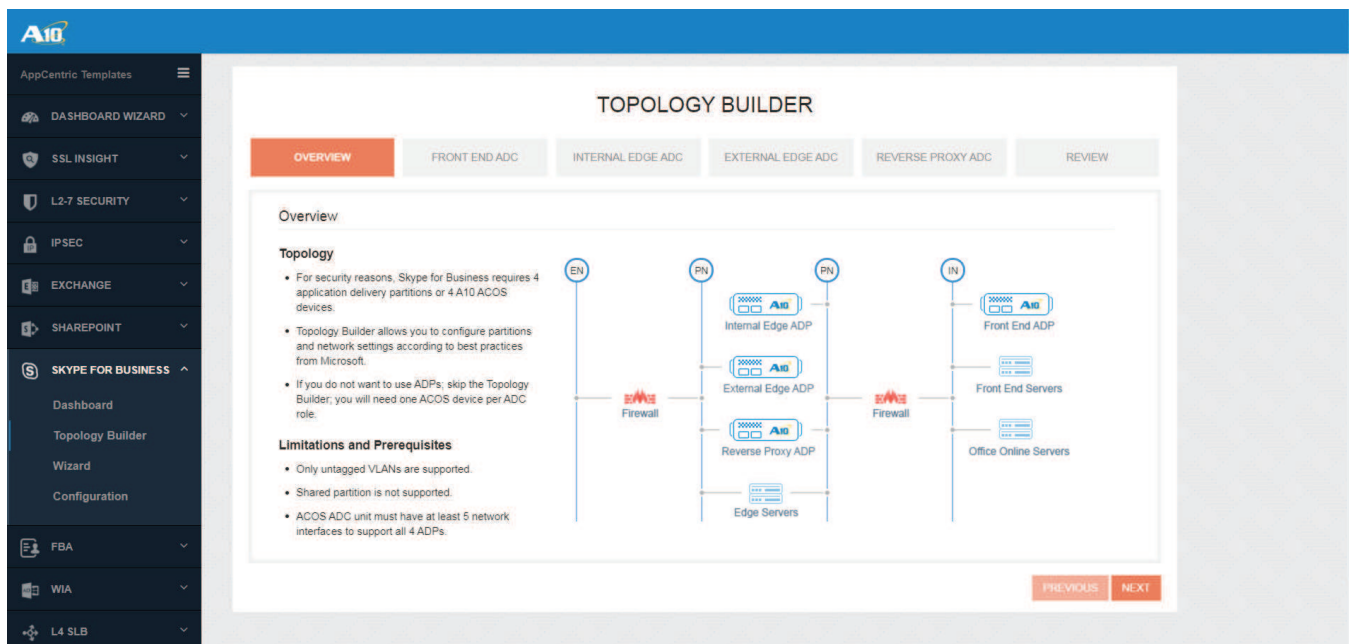 A10
AppCentric Templates
DASHBOARD WIZARD
SSL INSIGHT
L2-7 SECURITY
IPSEC
EXCHANGE
SHAREPOINT
SKYPE FOR BUSINESS
Dashboard
Topology Builder
Wizard
Configuration
FBA
WIA
L4 SLB
TOPOLOGY BUILDER
OVERVIEW
FRONT END ADC
INTERNAL EDGE ADC
EXTERNAL EDGE ADC
REVERSE PROXY ADC
REVIEW
Overview
Topology
• For security reasons, Skype for Business requires 4
application delivery partitions or 4 A10 ACOS
devices.
• Topology Builder allows you to configure partitions
and network settings according to best practices
from Microsoft.
• If you do not want to use ADPs; skip the Topology
Builder; you will need one ACOS device per ADC
role.
Limitations and Prerequisites
• Only untagged VLANs are supported.
• Shared partition is not supported.
• ACOS ADC unit must have at least 5 network
interfaces to support all 4 ADPs.
EN
PN
PN
IN
A10
Internal Edge ADP
A10
External Edge ADP
A10
Reverse Proxy ADP
Edge Servers
Firewall
Firewall
A10
Front End ADP
Front End Servers
Office Online Servers
PREVIOUS
NEXT